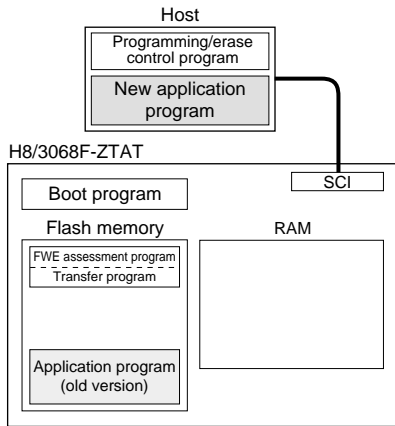 Host
Programming/erase
control program
New application
program
H8/3068F-ZTAT
SCI
Boot program
Flash memory
RAM
FWE assessment program
Transfer program
Application program
(old version)